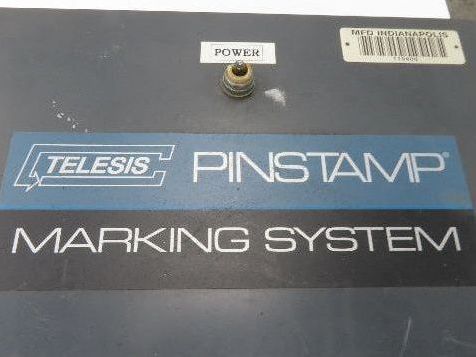 MFD INDIANAPOLIS
POWER
TELESIS PINSTAMP®
MARKING SYSTEM